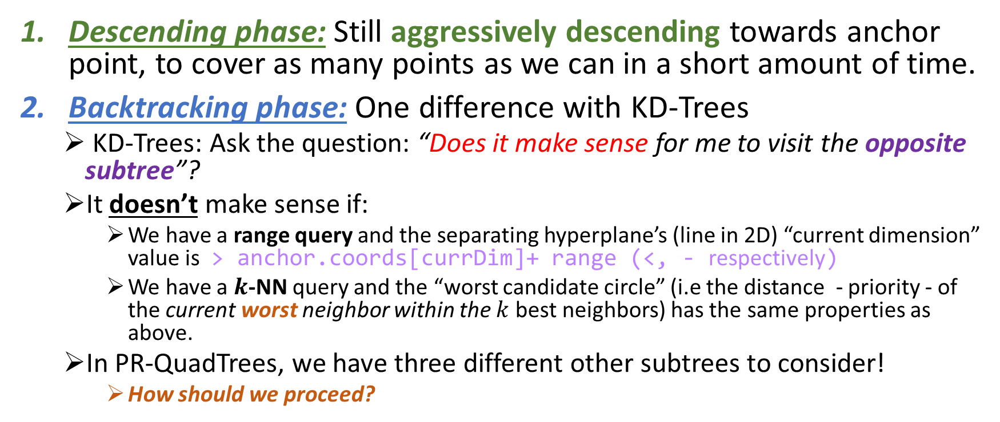 1. Descending phase: Still aggressively descending towards anchor
point, to cover as many points as we can in a short amount of time.
2. Backtracking phase: One difference with KD-Trees
➢ KD-Trees: Ask the question: “Does it make sense for me to visit the opposite
subtree”?
➢It doesn’t make sense if:
➢We have a range query and the separating hyperplane’s (line in 2D) “current dimension”
value is > anchor.coords[currDim]+ range (<, - respectively)
➢We have a k-NN query and the “worst candidate circle” (i.e the distance - priority - of
the current worst neighbor within the k best neighbors) has the same properties as
above.
➢In PR-QuadTrees, we have three different other subtrees to consider!
➢How should we proceed?